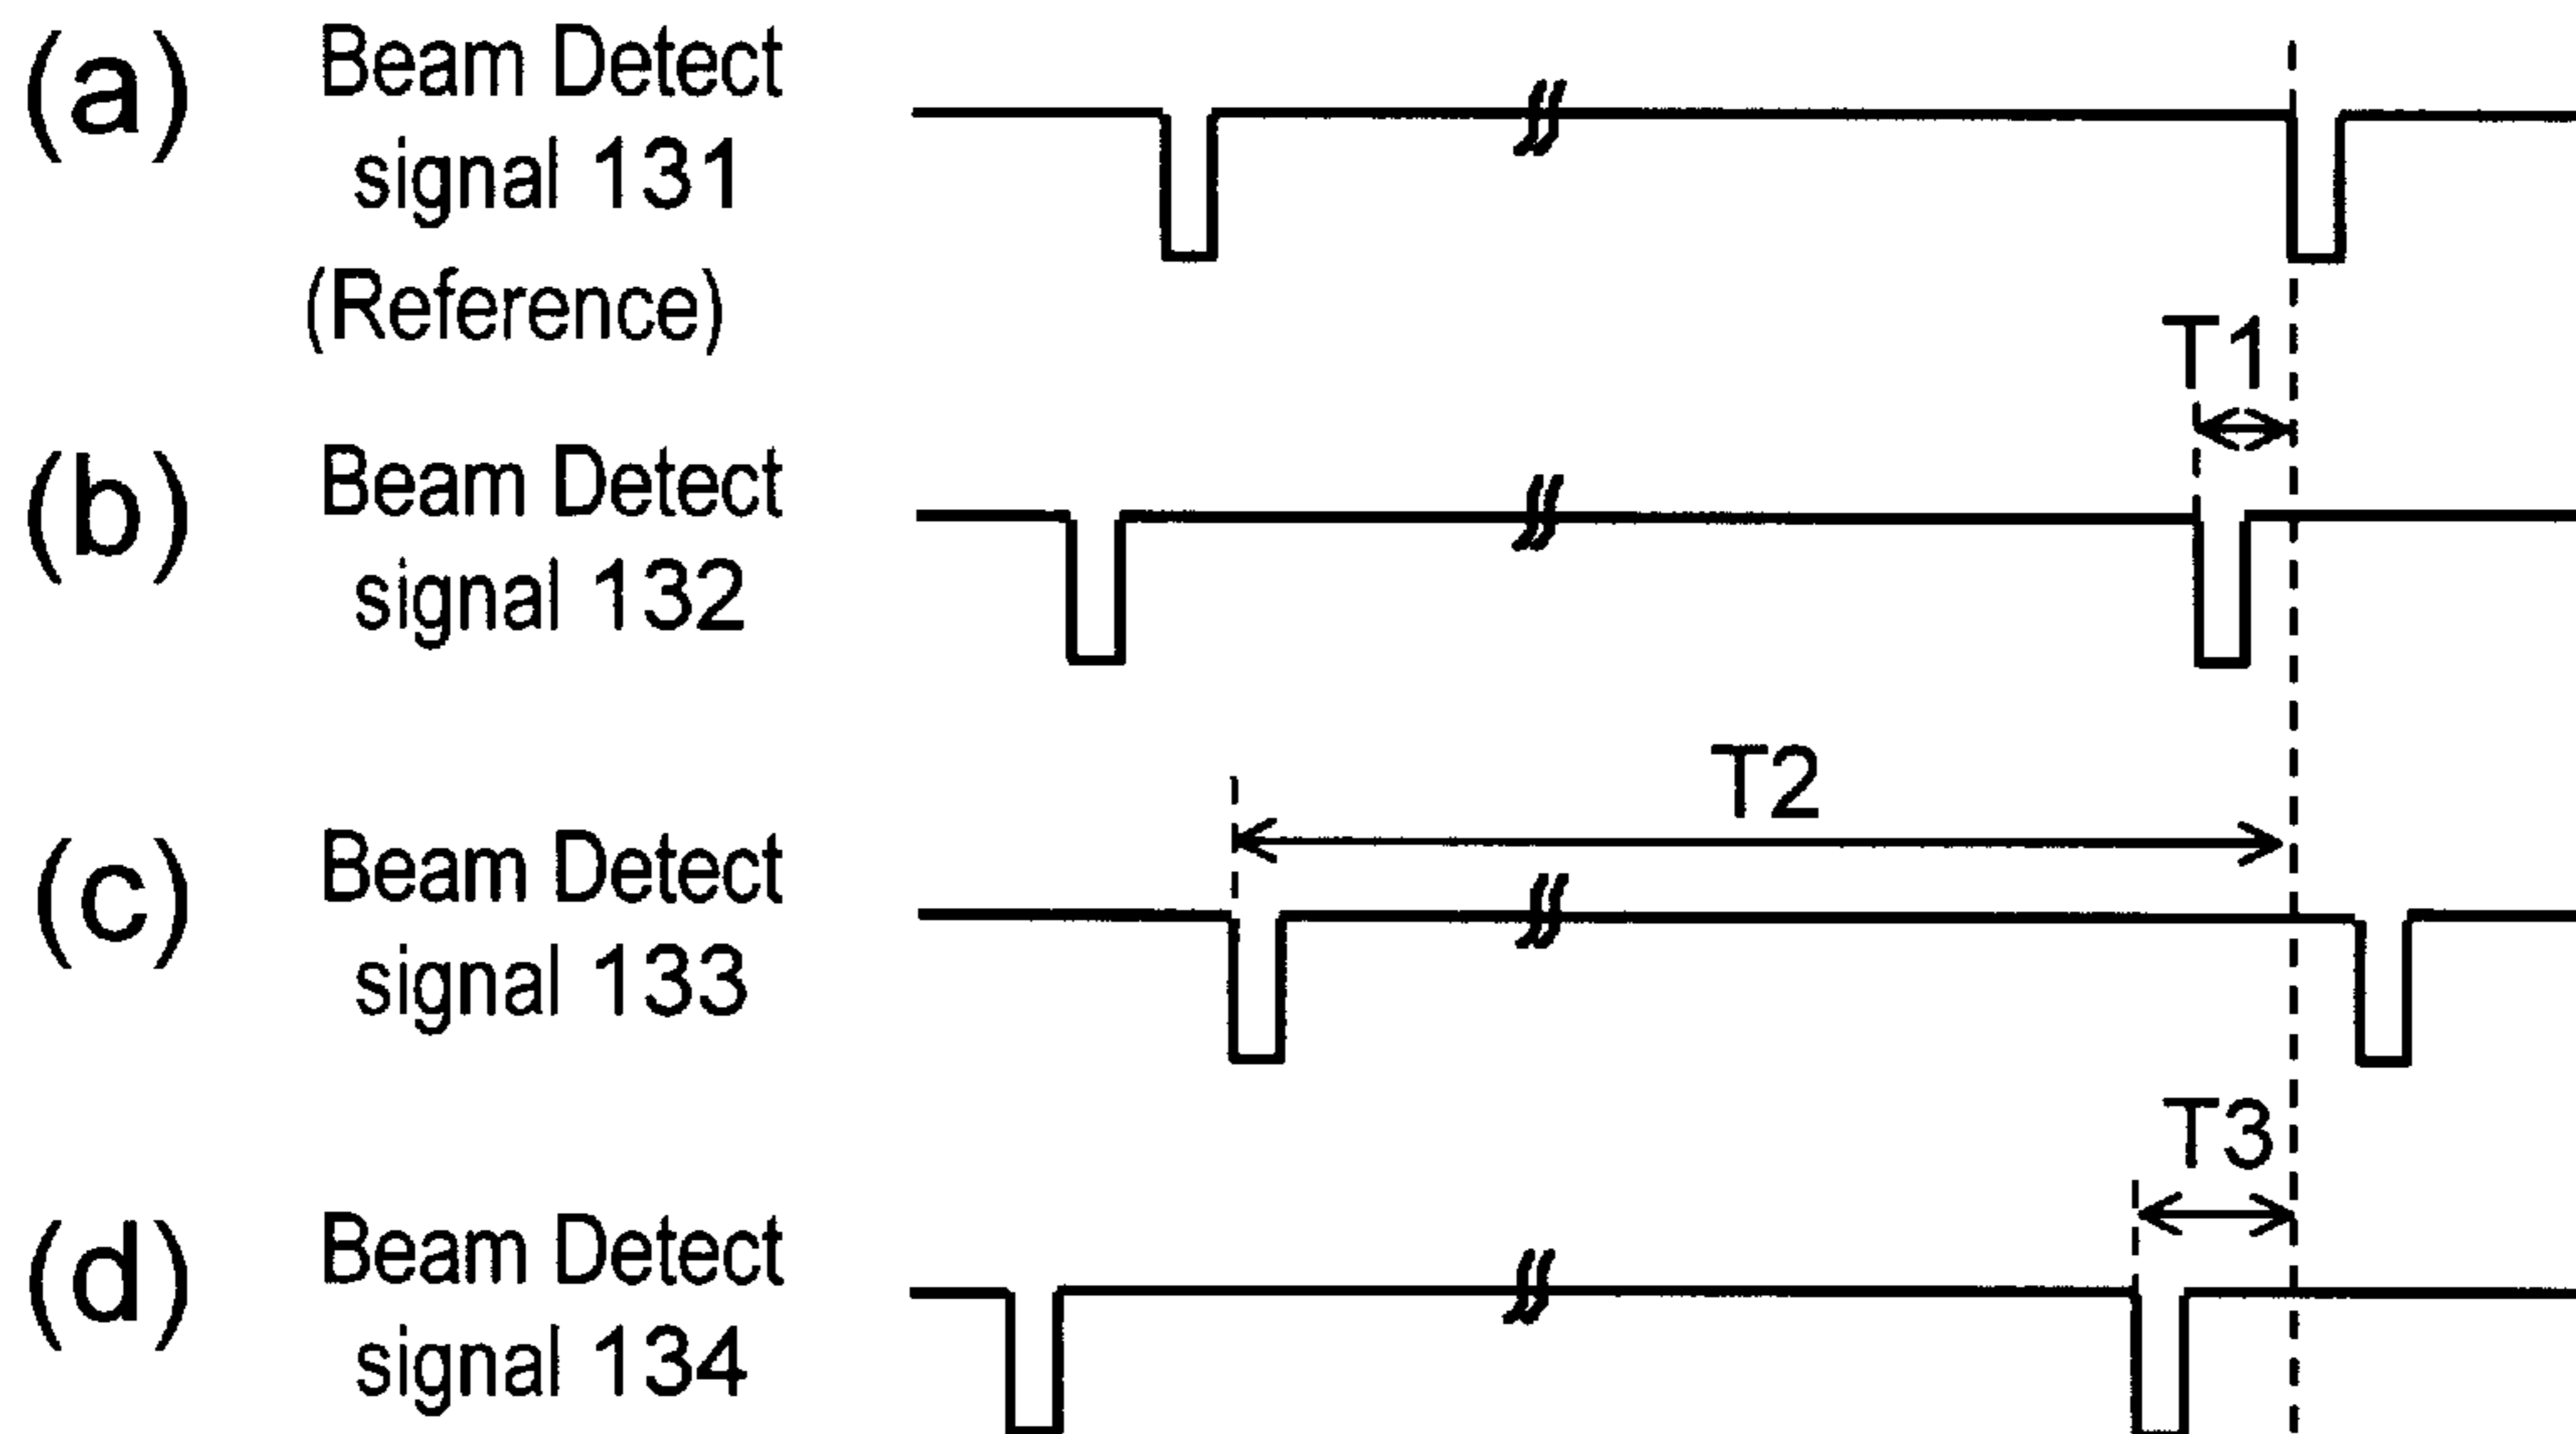 (a) Beam Detect
signal 131
(Reference)
T1
(b) Beam Detect
signal 132
T2
(c) Beam Detect
signal 133
T3
(d) Beam Detect
signal 134